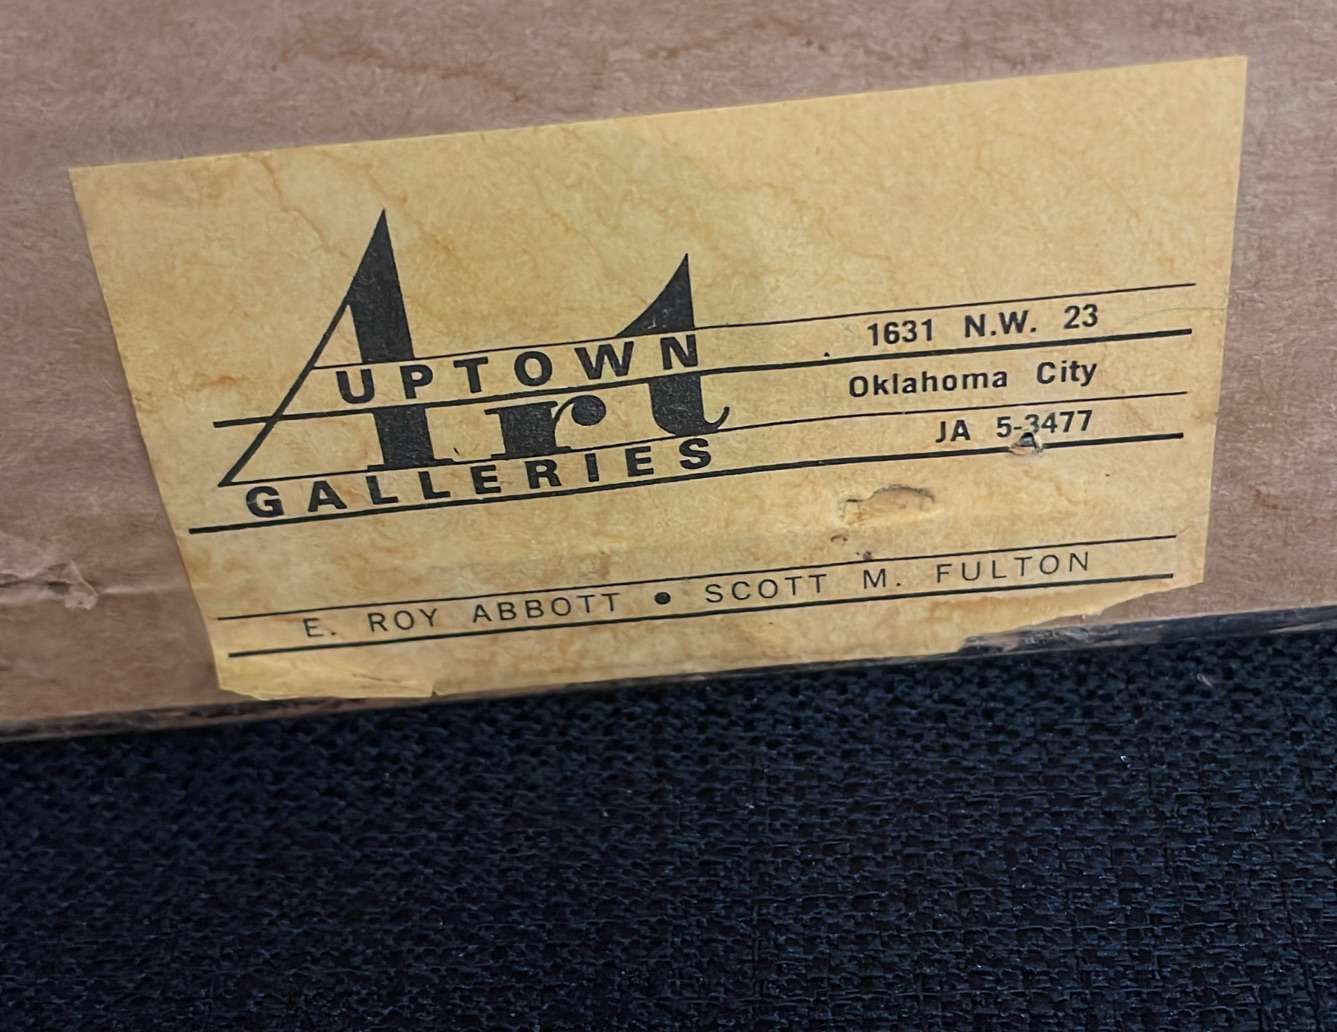 UPTOWN
Art
GALLERIES
1631 N.W. 23
Oklahoma City
JA 5-3477
E. ROY ABBOTT • SCOTT M. FULTON